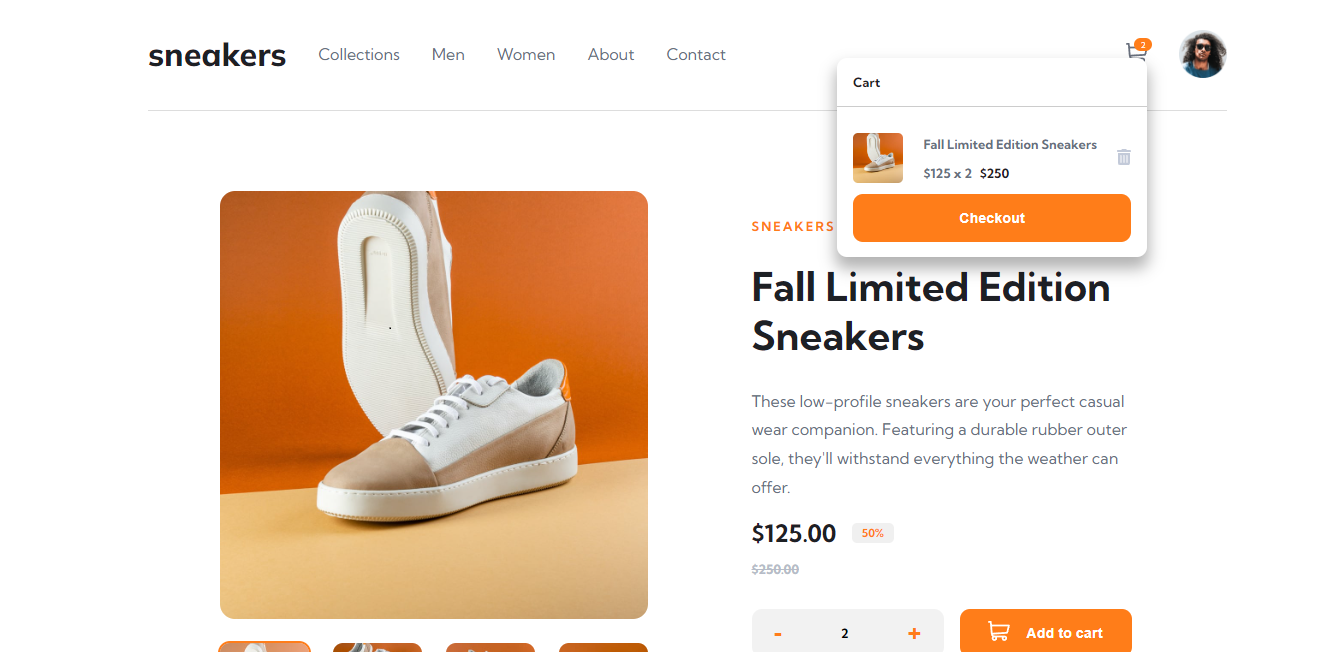 sneakers
Collections
Men
Women
About
Contact
2
Cart
Fall Limited Edition Sneakers
$125 x 2 $250
Checkout
SNEAKERS
Fall Limited Edition
Sneakers
These low-profile sneakers are your perfect casual
wear companion. Featuring a durable rubber outer
sole, they'll withstand everything the weather can
offer.
$125.00
50%
$250.00
-
2
+
Add to cart